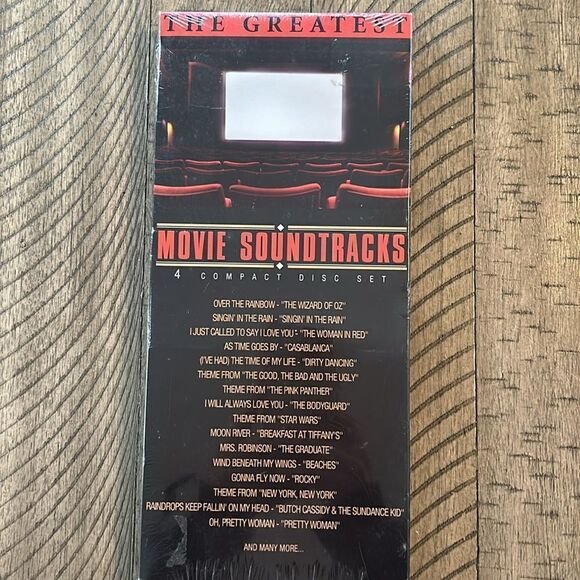 THE GREATEST
MOVIE SOUNDTRACKS
4 COMPACT DISC SET
OVER THE RAINBOW - "THE WIZARD OF OZ"
SINGIN' IN THE RAIN - "SINGIN' IN THE RAIN"
I JUST CALLED TO SAY I LOVE YOU - "THE WOMAN IN RED"
AS TIME GOES BY - "CASABLANCA"
(I'VE HAD) THE TIME OF MY LIFE - "DIRTY DANCING"
THEME FROM "THE GOOD, THE BAD AND THE UGLY"
THEME FROM "THE PINK PANTHER"
I WILL ALWAYS LOVE YOU - "THE BODYGUARD"
THEME FROM "STAR WARS"
MOON RIVER - "BREAKFAST AT TIFFANY'S"
MRS. ROBINSON - "THE GRADUATE"
WIND BENEATH MY WINGS - "BEACHES"
GONNA FLY NOW - "ROCKY"
THEME FROM "NEW YORK, NEW YORK"
RAINDROPS KEEP FALLIN' ON MY HEAD - "BUTCH CASSIDY & THE SUNDANCE KID"
OH, PRETTY WOMAN - "PRETTY WOMAN"
AND MANY MORE...